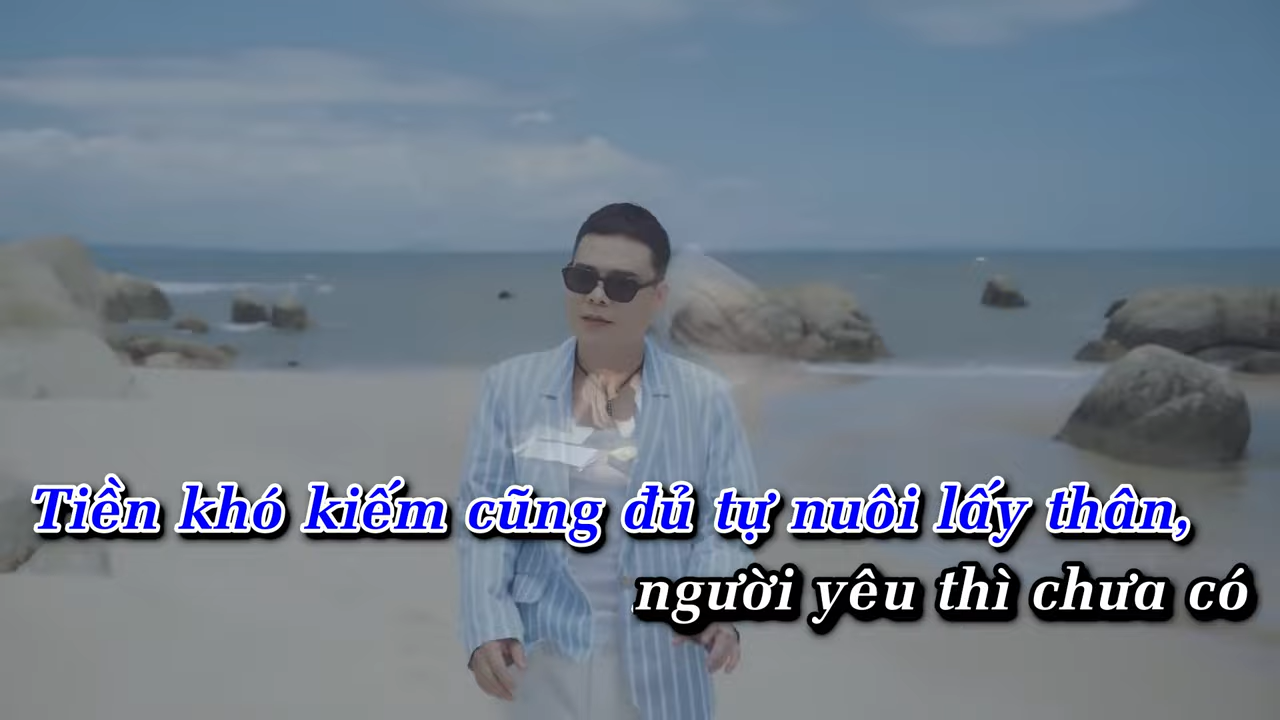 Tiền khó kiếm cũng đủ tự nuôi lấy thân,
người yêu thì chưa có